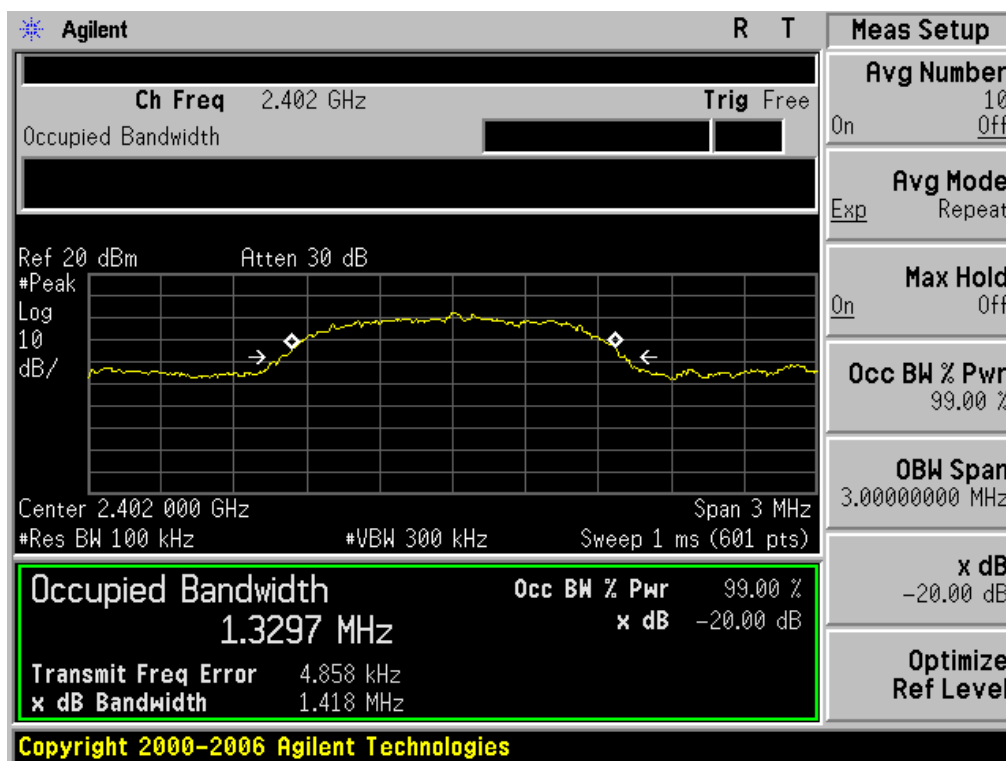 Agilent R T
Ch Freq 2.402 GHz Trig Free
Occupied Bandwidth
Ref 20 dBm Atten 30 dB
#Peak
Log
10
dB/
Center 2.402 000 GHz Span 3 MHz
#Res BW 100 kHz #VBW 300 kHz Sweep 1 ms (601 pts)
Occupied Bandwidth Occ BW % Pwr 99.00 %
1.3297 MHz x dB -20.00 dB
Transmit Freq Error 4.858 kHz
x dB Bandwidth 1.418 MHz
Copyright 2000-2006 Agilent Technologies
Meas Setup
Avg Number
10
On Off
Avg Mode
Exp Repeat
Max Hold
On Off
Occ BW % Pwr
99.00 %
OBW Span
3.00000000 MHz
x dB
-20.00 dB
Optimize
Ref Level